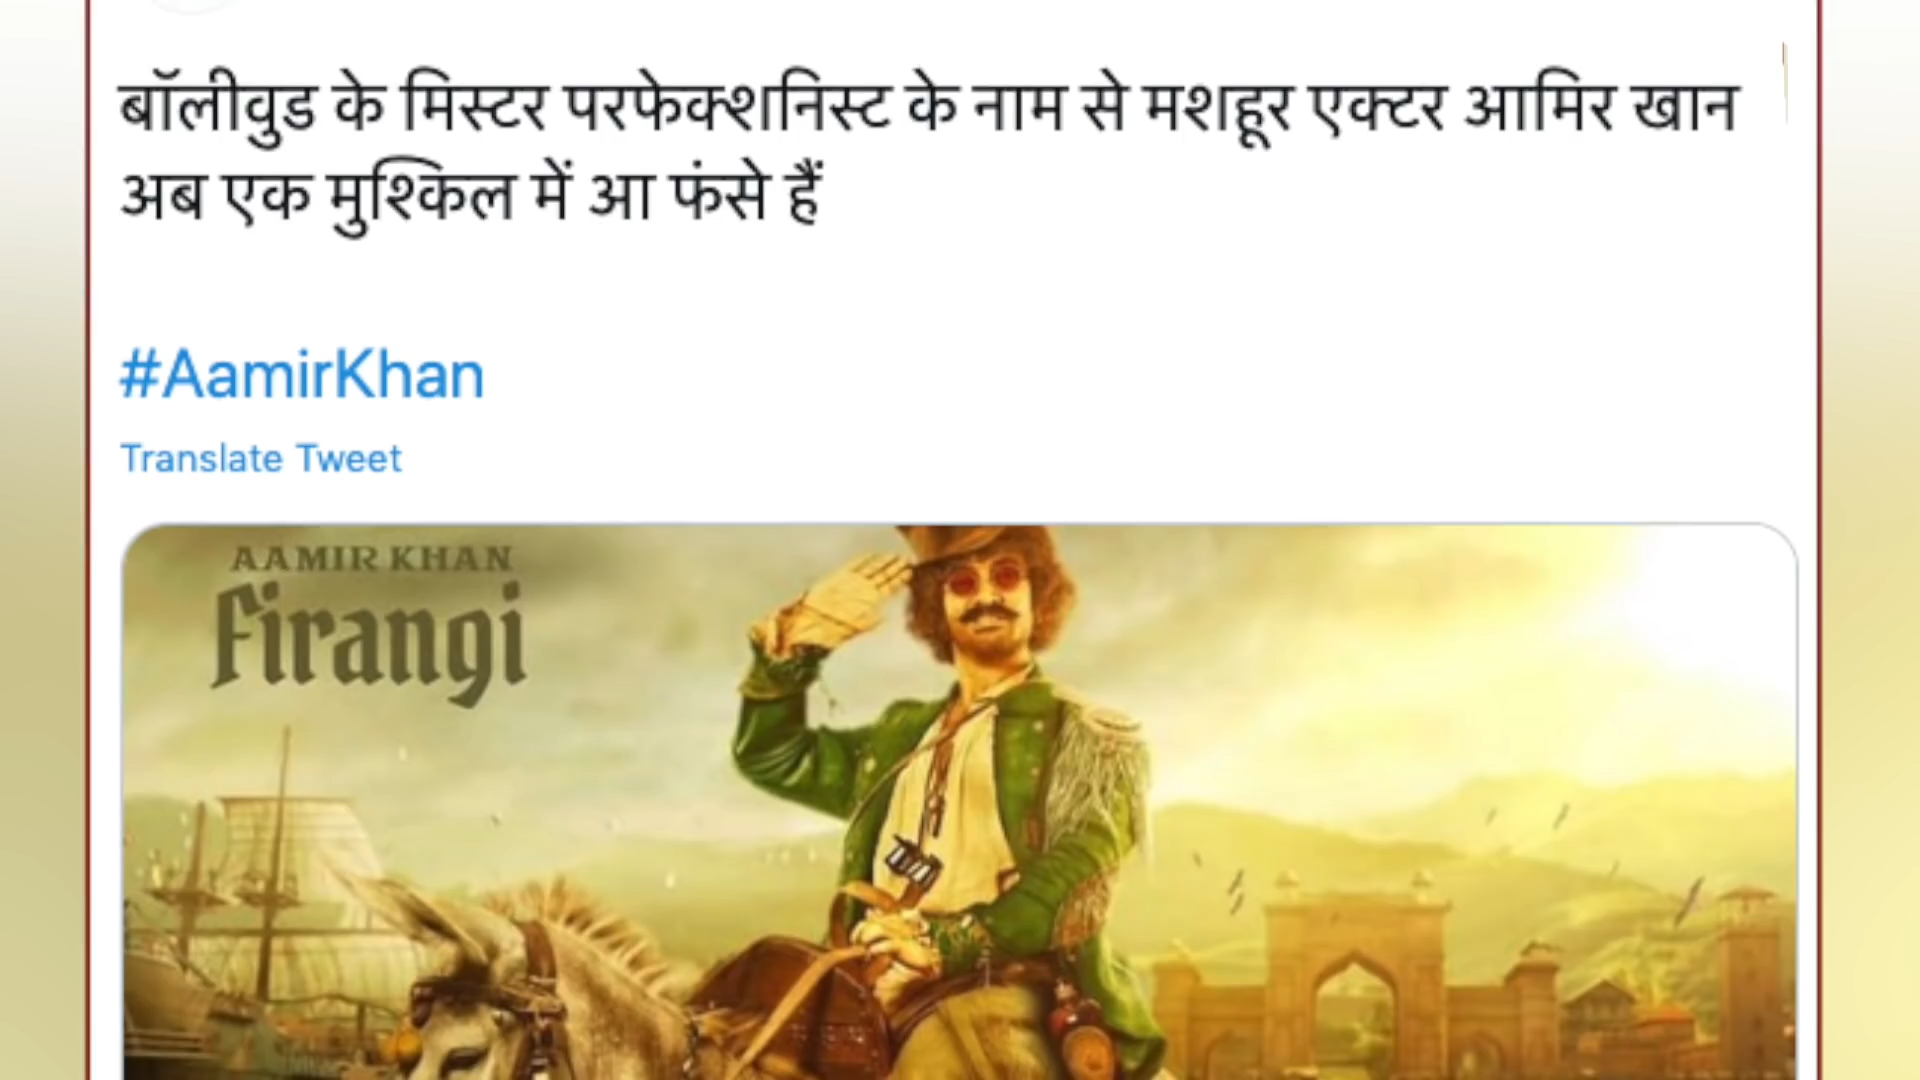 बॉलीवुड के मिस्टर परफेक्शनिस्ट के नाम से मशहूर एक्टर आमिर खान
अब एक मुश्किल में आ फंसे हैं
#AamirKhan
Translate Tweet
AAMIR KHAN
Firangi